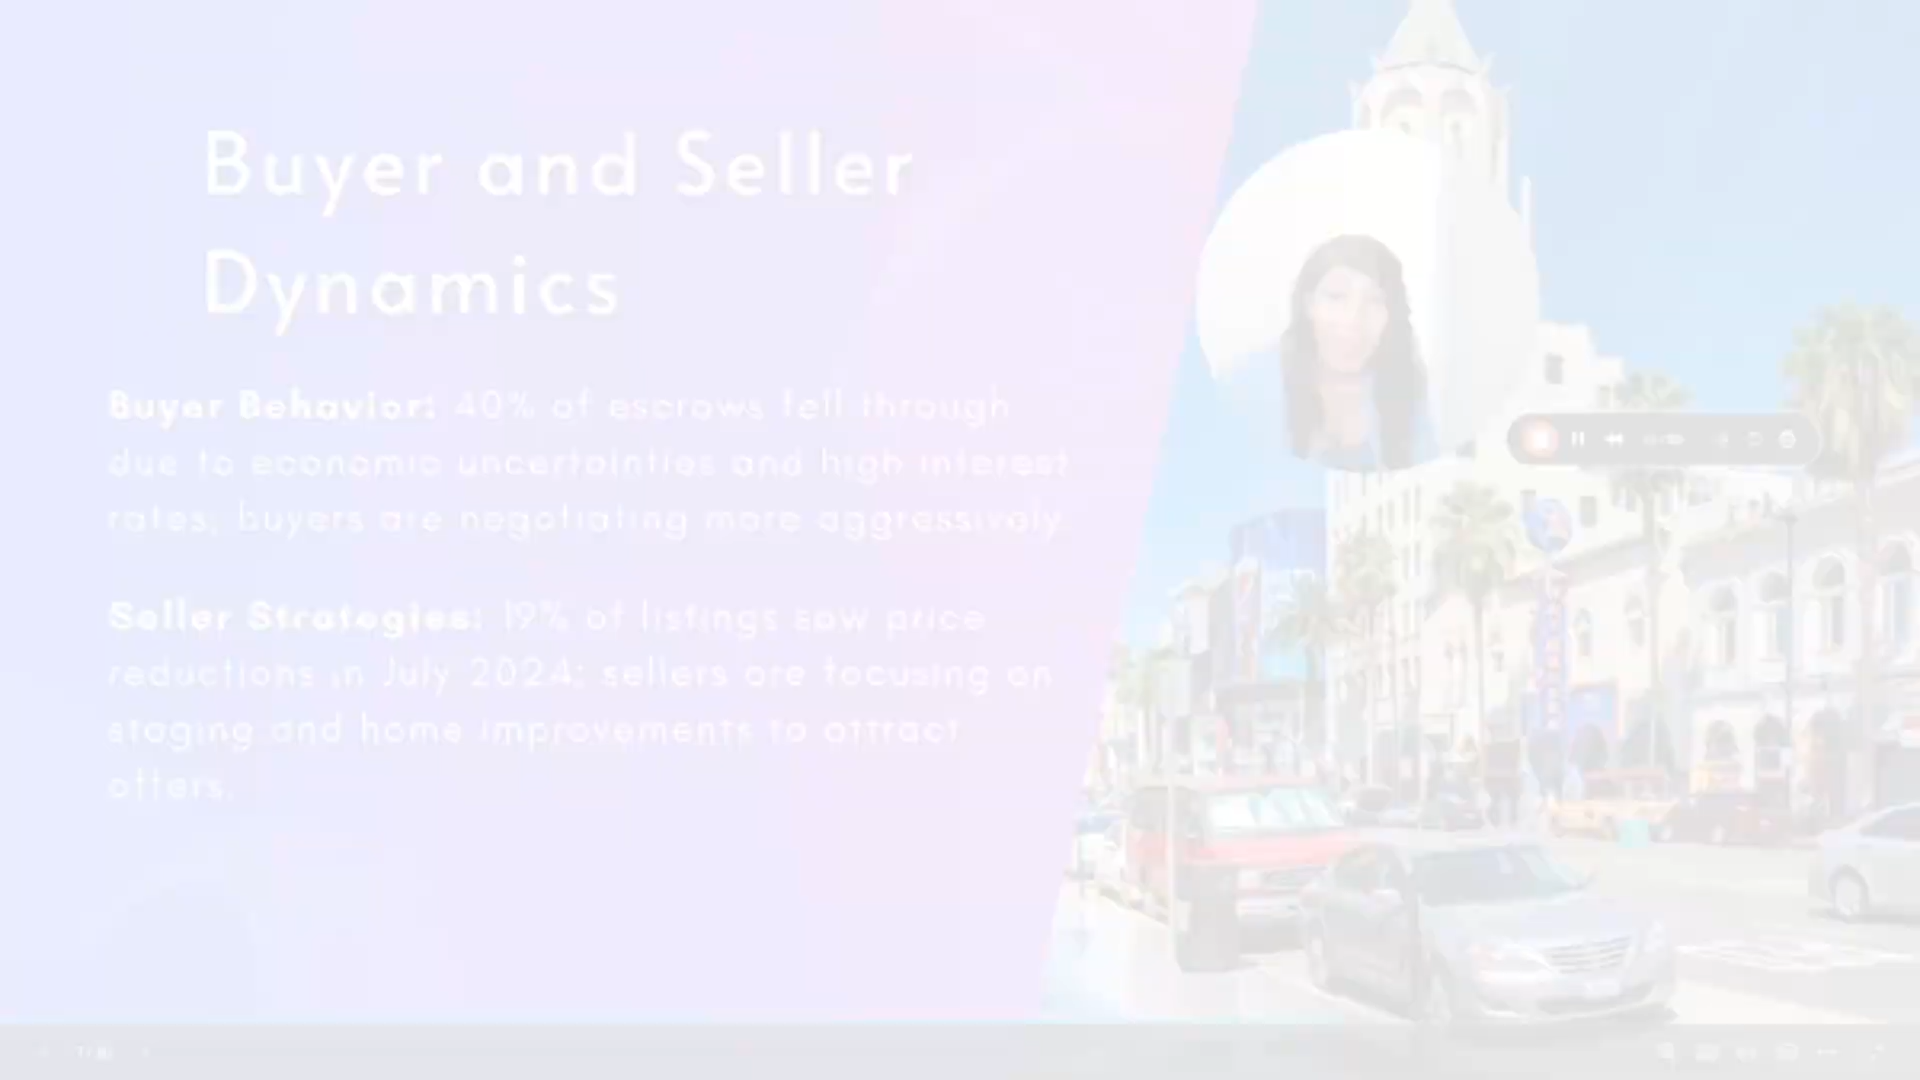 Buyer and Seller
Dynamics
Buyer Behavior: 40% of escrows fell through
due to economic uncertainties and high interest
rates; buyers are negotiating more aggressively.
Seller Strategies: 19% of listings saw price
reductions in July 2024; sellers are focusing on
staging and home improvements to attract
offers.